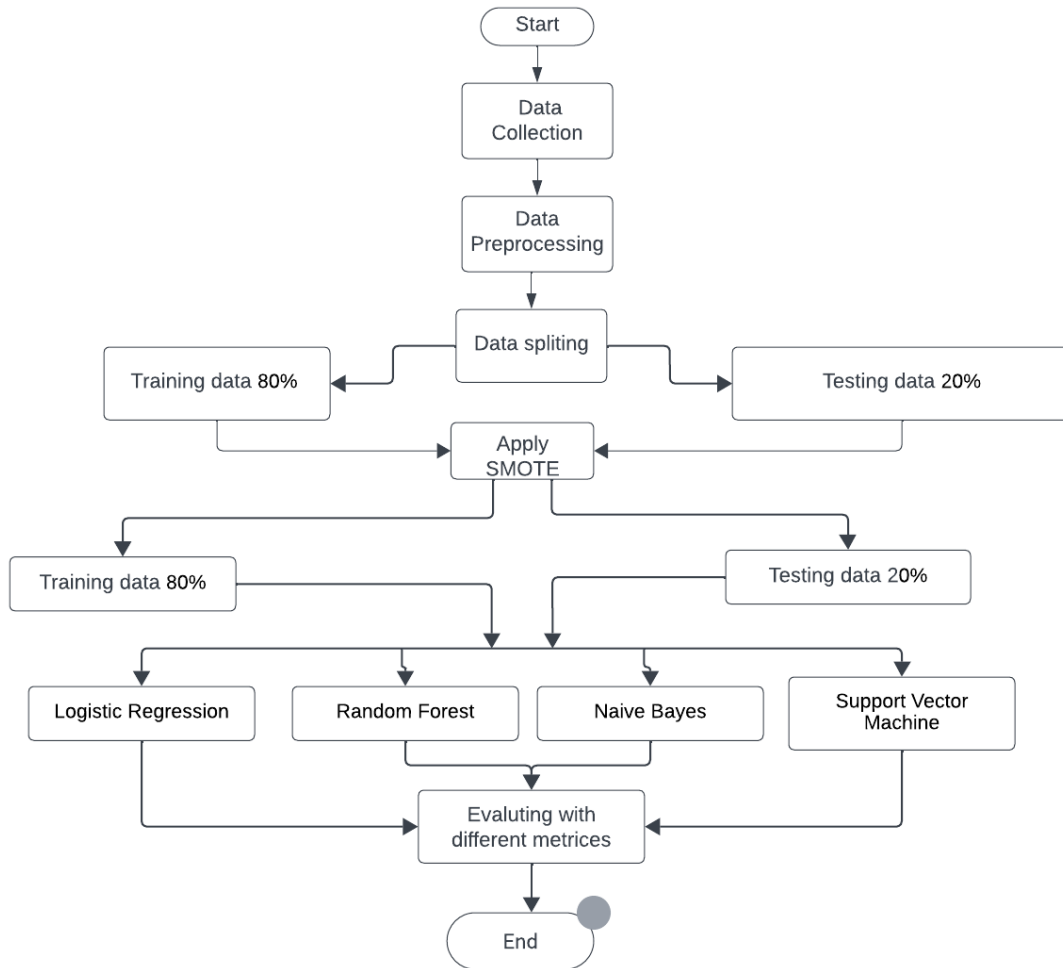 Start
Data
Collection
Data
Preprocessing
Data spliting
Training data 80%
Testing data 20%
Apply
SMOTE
Training data 80%
Testing data 20%
Logistic Regression
Random Forest
Naive Bayes
Support Vector
Machine
Evaluting with
different metrices
End